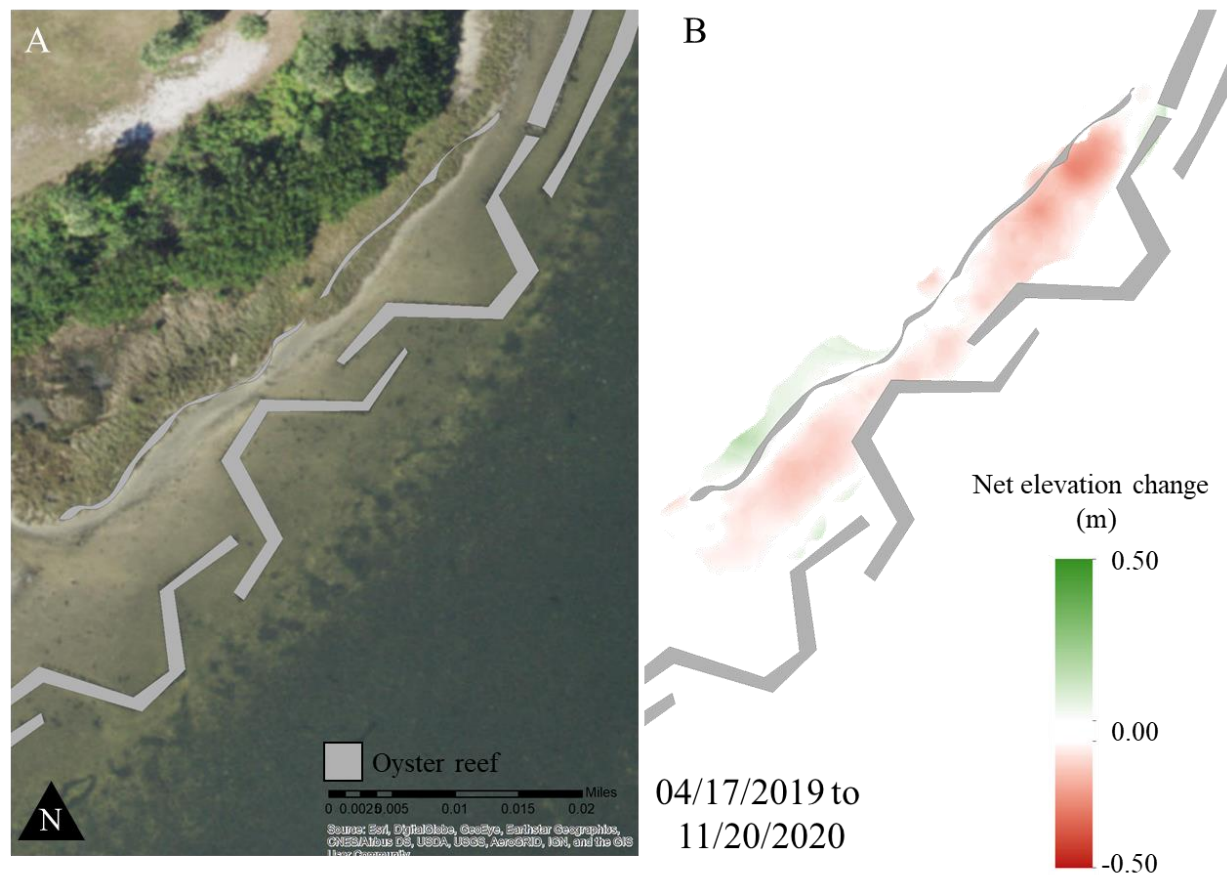 A
B
Net elevation change
(m)
0.50
0.00
-0.50
Oyster reef
Miles
0 0.0025 0.005 0.01 0.015 0.02
N
Source: Esri, DigitalGlobe, GeoEye, Earthstar Geographics,
CNES/Airbus DS, USDA, USGS, AeroGRID, IGN, and the GIS
User Community
04/17/2019 to
11/20/2020